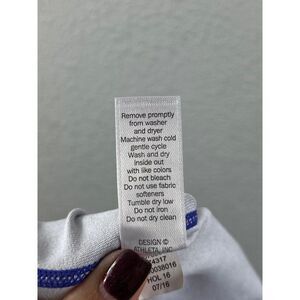 Remove promptly
from washer
and dryer
Machine wash cold
gentle cycle
Wash and dry
inside out
with like colors
Do not bleach
Do not use fabric
softeners
Tumble dry low
Do not iron
Do not dry clean
DESIGN ©
ATHLETA, INC.
4317
0038016
HOL 16
07/16